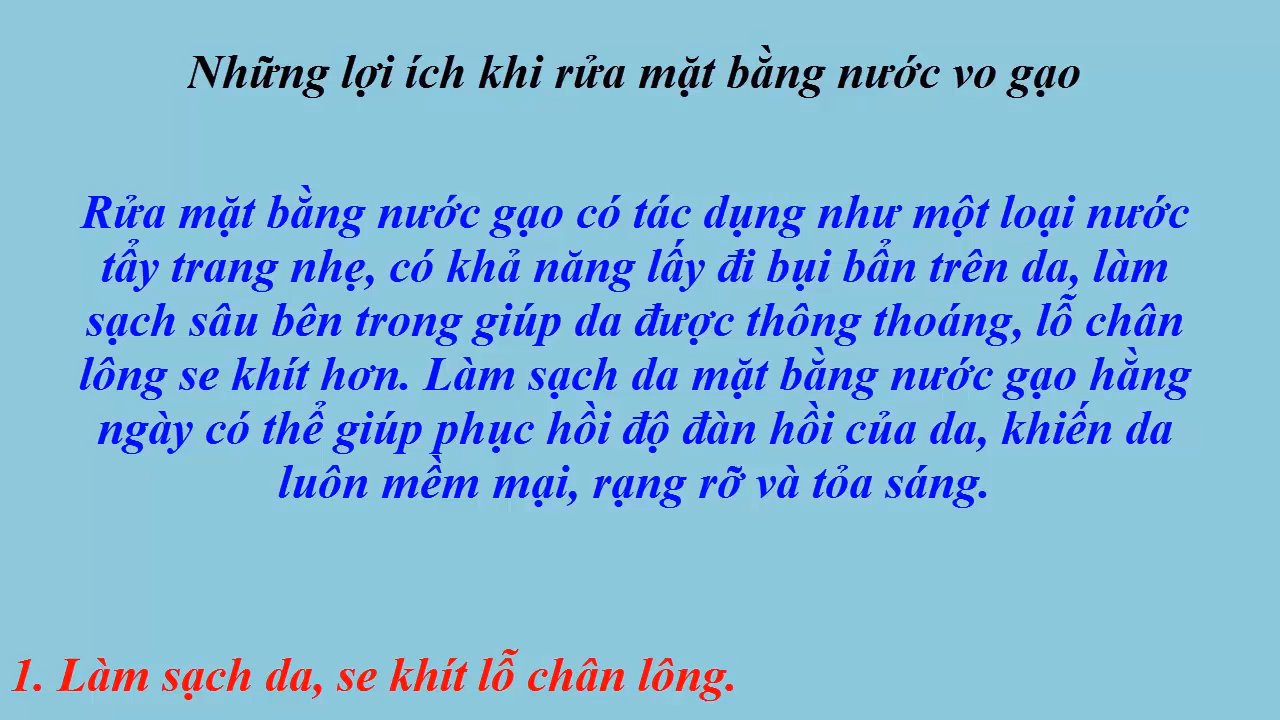 Những lợi ích khi rửa mặt bằng nước vo gạo
Rửa mặt bằng nước gạo có tác dụng như một loại nước
tẩy trang nhẹ, có khả năng lấy đi bụi bẩn trên da, làm
sạch sâu bên trong giúp da được thông thoáng, lỗ chân
lông se khít hơn. Làm sạch da mặt bằng nước gạo hằng
ngày có thể giúp phục hồi độ đàn hồi của da, khiến da
luôn mềm mại, rạng rỡ và tỏa sáng.
1. Làm sạch da, se khít lỗ chân lông.